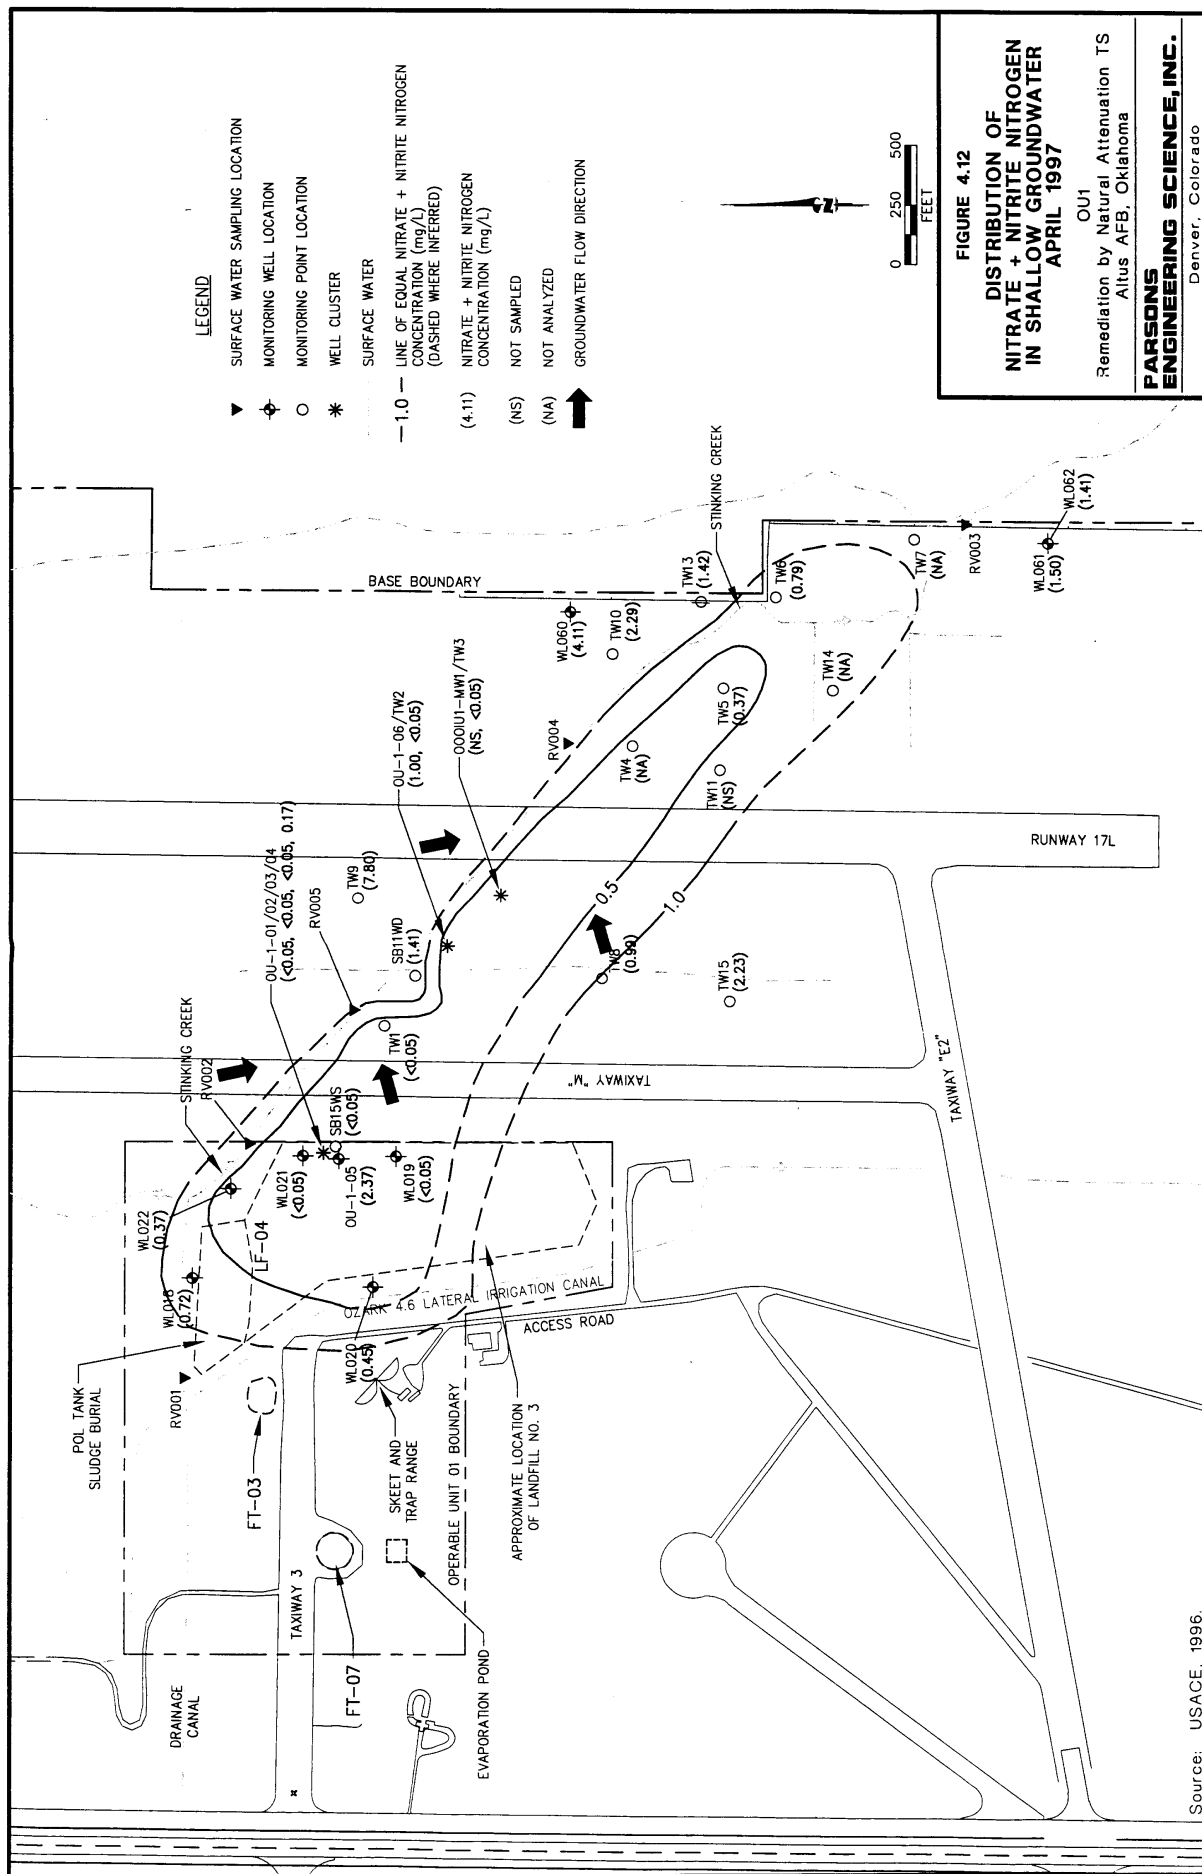 LEGEND
SURFACE WATER SAMPLING LOCATION
MONITORING WELL LOCATION
MONITORING POINT LOCATION
WELL CLUSTER
SURFACE WATER
1.0
LINE OF EQUAL NITRATE + NITRITE NITROGEN
CONCENTRATION (mg/L)
(DASHED WHERE INFERRED)
(4.11)
NITRATE + NITRITE NITROGEN
CONCENTRATION (mg/L)
(NS)
NOT SAMPLED
(NA)
NOT ANALYZED
GROUNDWATER FLOW DIRECTION
0 250 500
FEET
N
FIGURE 4.12
DISTRIBUTION OF
NITRATE + NITRITE NITROGEN
IN SHALLOW GROUNDWATER
APRIL 1997
OU1
Remediation by Natural Attenuation TS
Altus AFB, Oklahoma
PARSONS
ENGINEERING SCIENCE, INC.
Denver, Colorado
DRAINAGE
CANAL
POL TANK
SLUDGE BURIAL
RV001
FT-03
TAXIWAY 3
FT-07
x
SKEET AND
TRAP RANGE
OPERABLE UNIT 01 BOUNDARY
EVAPORATION POND
APPROXIMATE LOCATION
OF LANDFILL NO. 3
ACCESS ROAD
OZARK 4.6 LATERAL IRRIGATION CANAL
WL018
(0.72)
WL022
(0.37)
LF-04
WL020
(0.45)
WL021
(<0.05)
OU-1-05
(2.37)
SB15WS
(<0.05)
WL019
(<0.05)
STINKING CREEK
RV002
OU-1-01/02/03/04
(<0.05, <0.05, <0.05, 0.17)
RV005
TW1
(<0.05)
TAXIWAY "M"
SB11WD
(1.41)
TW9
(7.80)
OU-1-06/TW2
(1.00, <0.05)
000IU1-MW1/TW3
(NS, <0.05)
TW8
(0.99)
TW15
(2.23)
0.5
1.0
RV004
TW4
(NA)
TW11
(NS)
TW5
(0.37)
TW14
(NA)
RUNWAY 17L
TAXIWAY "E2"
BASE BOUNDARY
WL060
(4.11)
TW10
(2.29)
TW13
(1.42)
STINKING CREEK
TW6
(0.79)
TW7
(NA)
RV003
WL061
(1.50)
WL062
(1.41)
Source: USACE, 1996.